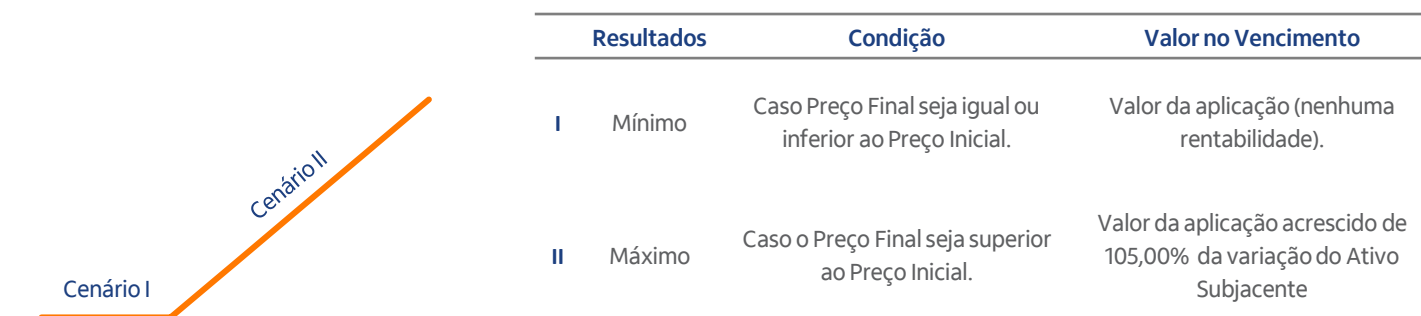 Resultados Condição Valor no Vencimento
I Mínimo
Caso Preço Final seja igual ou
inferior ao Preço Inicial.
Valor da aplicação (nenhuma
rentabilidade).
II Máximo
Caso o Preço Final seja superior
ao Preço Inicial.
Valor da aplicação acrescido de
105,00% da variação do Ativo
Subjacente
Cenário II
Cenário I